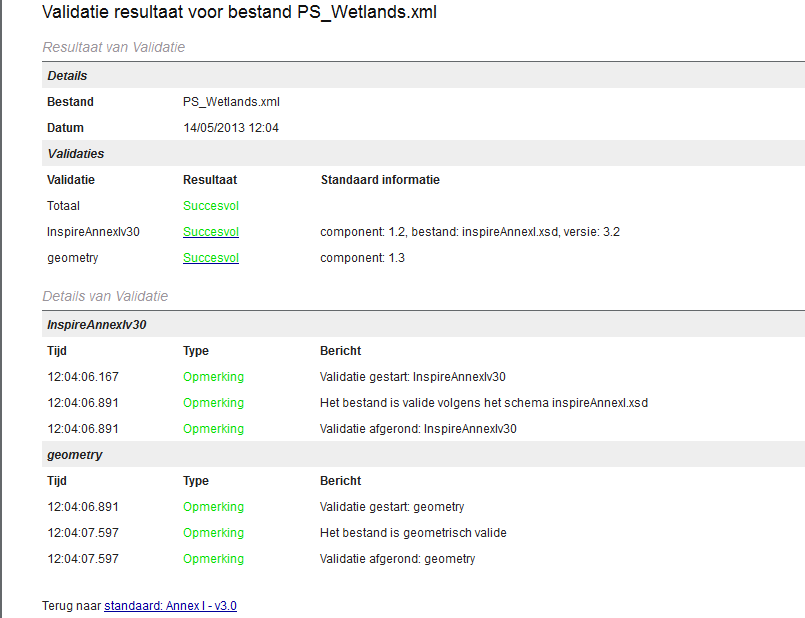 Validatie resultaat voor bestand PS_Wetlands.xml
Resultaat van Validatie
Details
Bestand PS_Wetlands.xml
Datum 14/05/2013 12:04
Validaties
Validatie Resultaat Standaard informatie
Totaal Succesvol
InspireAnnexIv30 Succesvol component: 1.2, bestand: inspireAnnexI.xsd, versie: 3.2
geometry Succesvol component: 1.3
Details van Validatie
InspireAnnexIv30
Tijd Type Bericht
12:04:06.167 Opmerking Validatie gestart: InspireAnnexIv30
12:04:06.891 Opmerking Het bestand is valide volgens het schema inspireAnnexI.xsd
12:04:06.891 Opmerking Validatie afgerond: InspireAnnexIv30
geometry
Tijd Type Bericht
12:04:06.891 Opmerking Validatie gestart: geometry
12:04:07.597 Opmerking Het bestand is geometrisch valide
12:04:07.597 Opmerking Validatie afgerond: geometry
Terug naar standaard: Annex I - v3.0